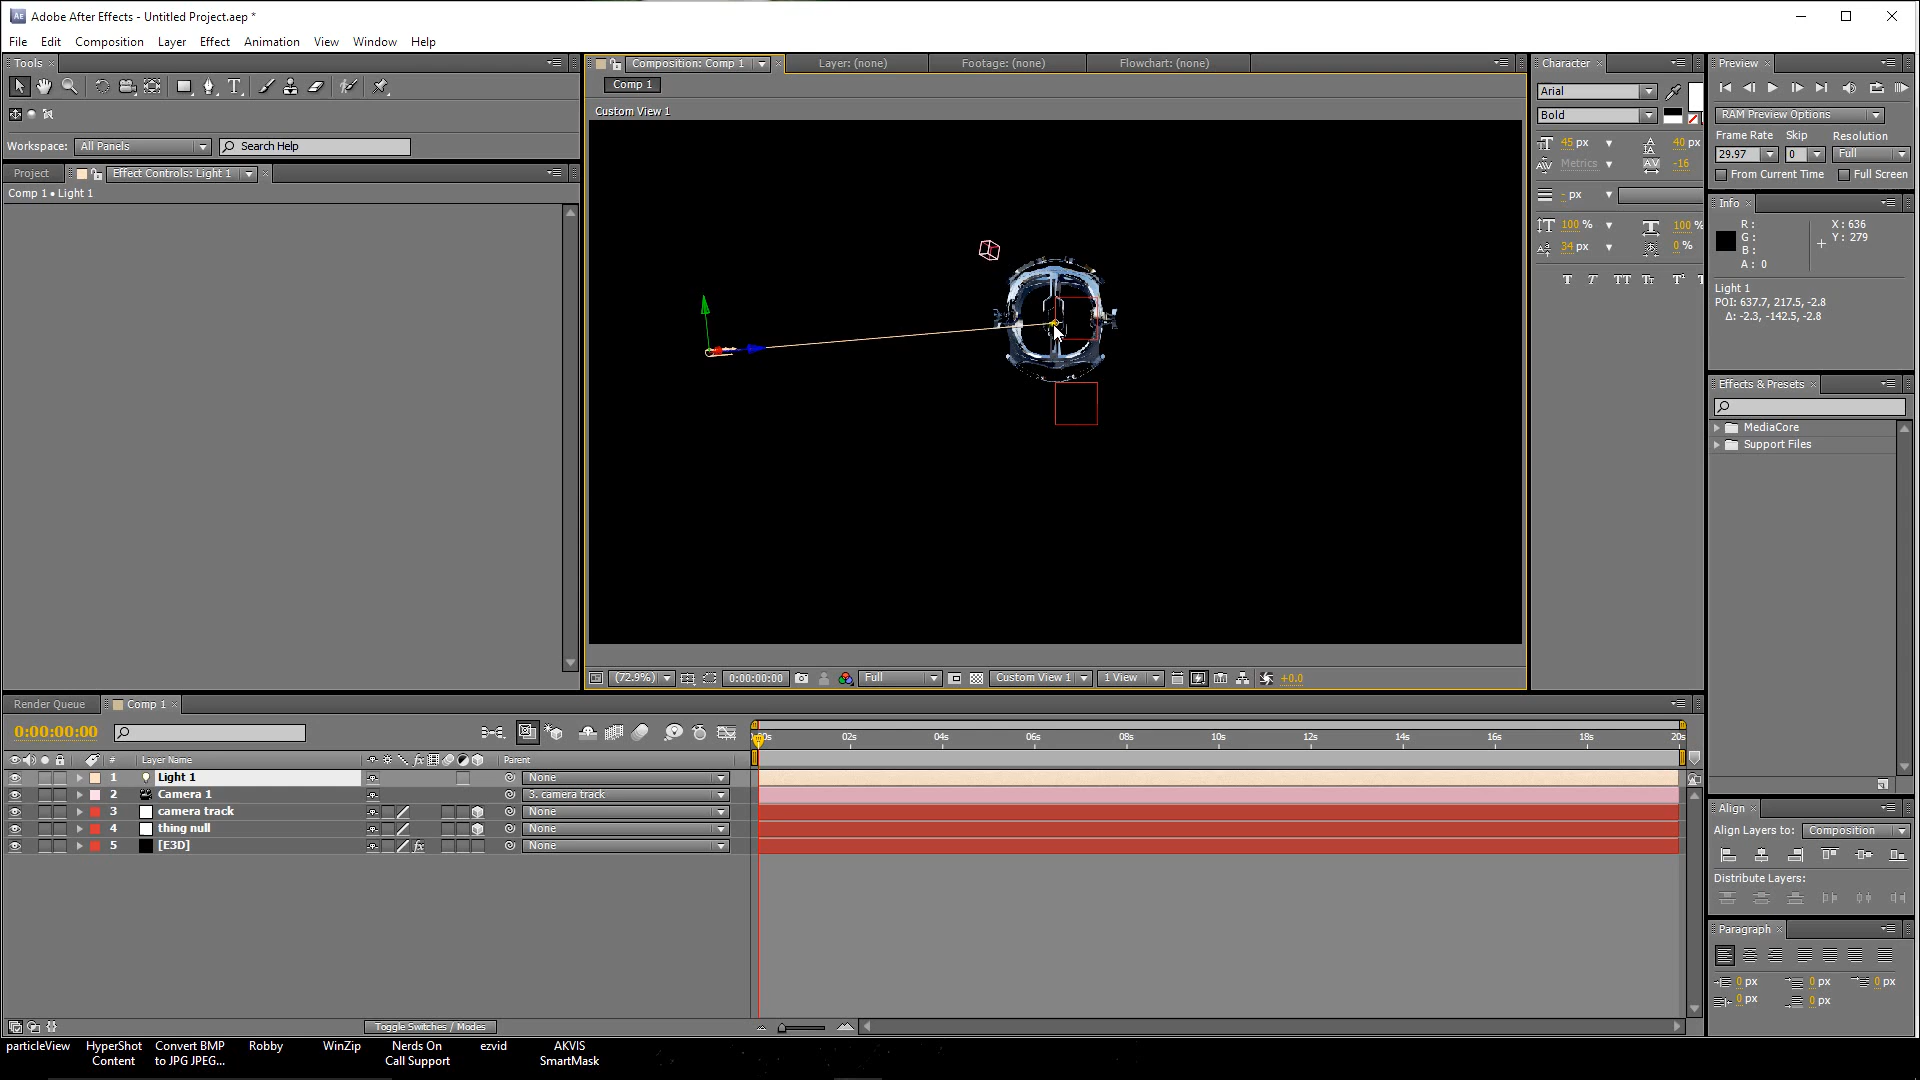 Adobe After Effects - Untitled Project.aep *
File Edit Composition Layer Effect Animation View Window Help
Tools
Composition: Comp 1
Layer: (none)
Footage: (none)
Flowchart: (none)
Character
Preview
Comp 1
Arial
Custom View 1
Bold
RAM Preview Options
Frame Rate Skip Resolution
45 px
40 px
Workspace: All Panels
Search Help
29.97
0
Full
Metrics
-16
Project
Effect Controls: Light 1
From Current Time
Full Screen
Comp 1 • Light 1
- px
Info
100 %
100 %
R :
X : 636
G :
Y : 279
34 px
0 %
B :
A : 0
T T TT Tt
Light 1
POI: 637.7, 217.5, -2.8
Δ: -2.3, -142.5, -2.8
Effects & Presets
MediaCore
Support Files
(72.9%)
0:00:00:00
Full
Custom View 1
1 View
+0.0
Render Queue
Comp 1
0:00:00:00
02s 04s 06s 08s 10s 12s 14s 16s 18s 20s
# Layer Name Parent
1 Light 1 None
2 Camera 1 3. camera track
3 camera track None
4 thing null None
5 [E3D] fx None
Align
Align Layers to: Composition
Distribute Layers:
Paragraph
0 px 0 px 0 px
0 px 0 px
Toggle Switches / Modes
particleView
HyperShot Content
Convert BMP to JPG JPEG...
Robby
WinZip
Nerds On Call Support
ezvid
AKVIS SmartMask